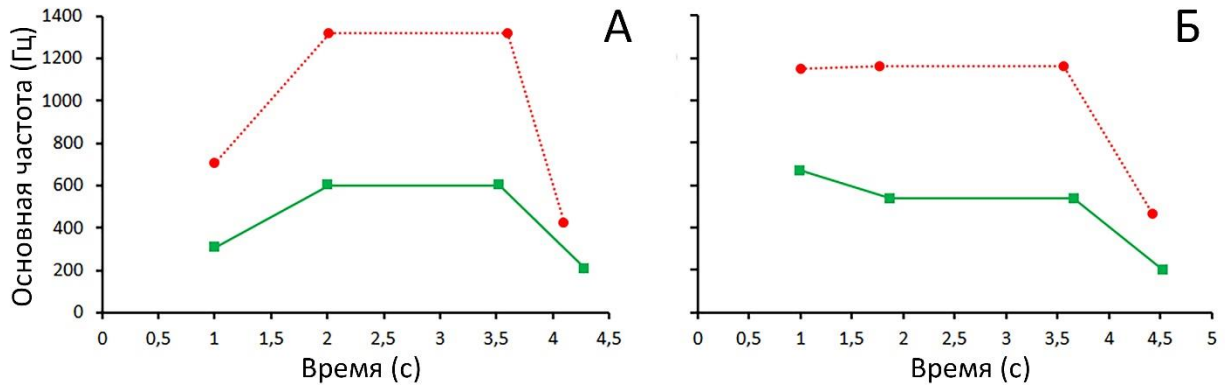 А
Б
Основная частота (Гц)
1400
1200
1000
800
600
400
200
0
0 0,5 1 1,5 2 2,5 3 3,5 4 4,5
Время (с)
0 0,5 1 1,5 2 2,5 3 3,5 4 4,5 5
Время (с)